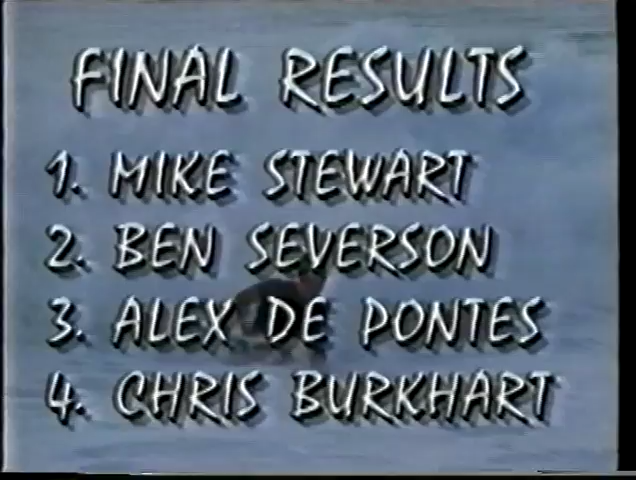 FINAL RESULTS
1. MIKE STEWART
2. BEN SEVERSON
3. ALEX DE PONTES
4. CHRIS BURKHART